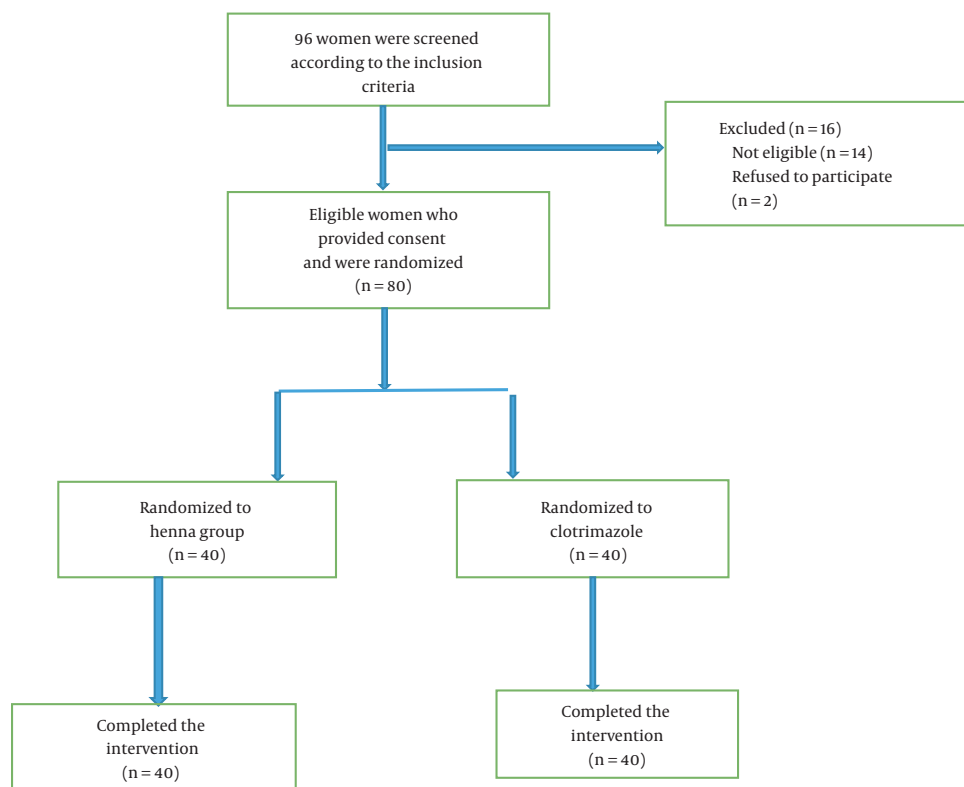 96 women were screened
according to the inclusion
criteria
Excluded (n = 16)
Not eligible (n = 14)
Refused to participate
(n = 2)
Eligible women who
provided consent
and were randomized
(n = 80)
Randomized to
henna group
(n = 40)
Randomized to
clotrimazole
(n = 40)
Completed the
intervention
(n = 40)
Completed the
intervention
(n = 40)